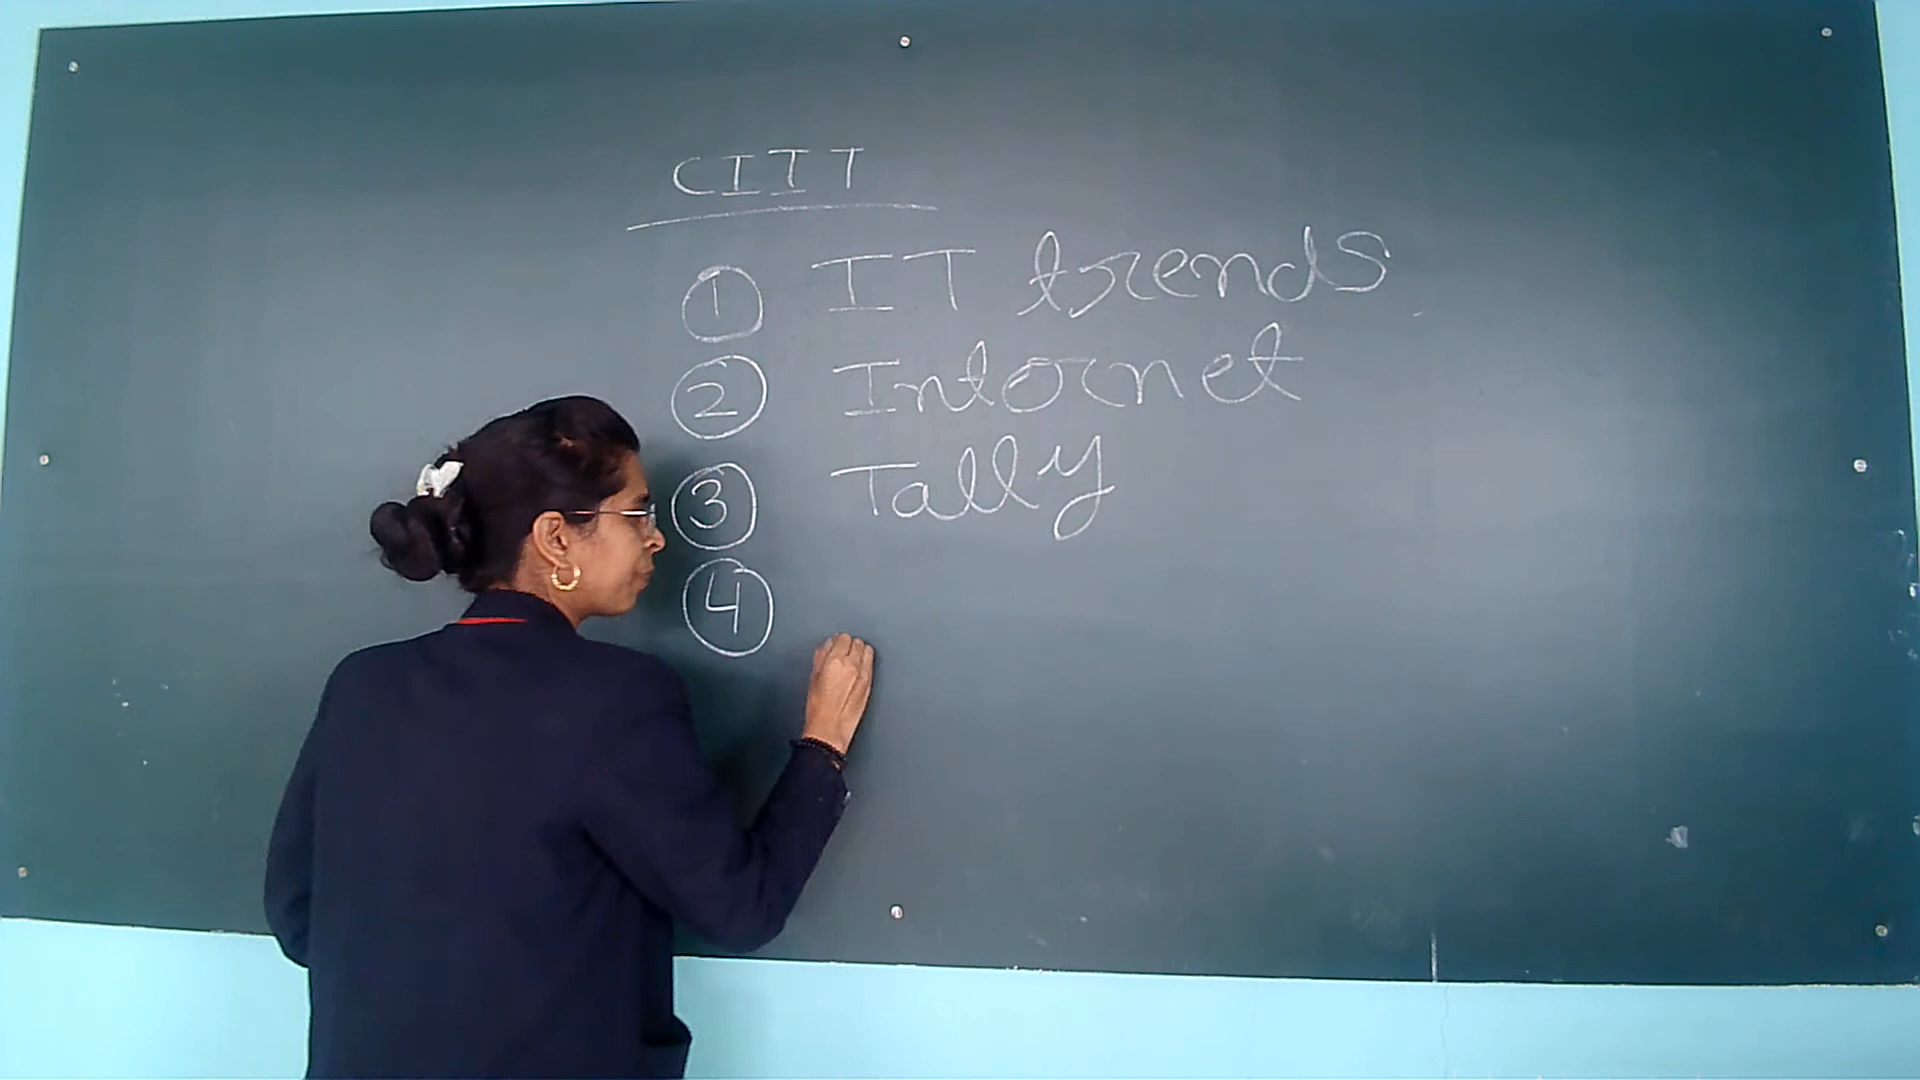 CITT
① IT trends
② Internet
③ Tally
④